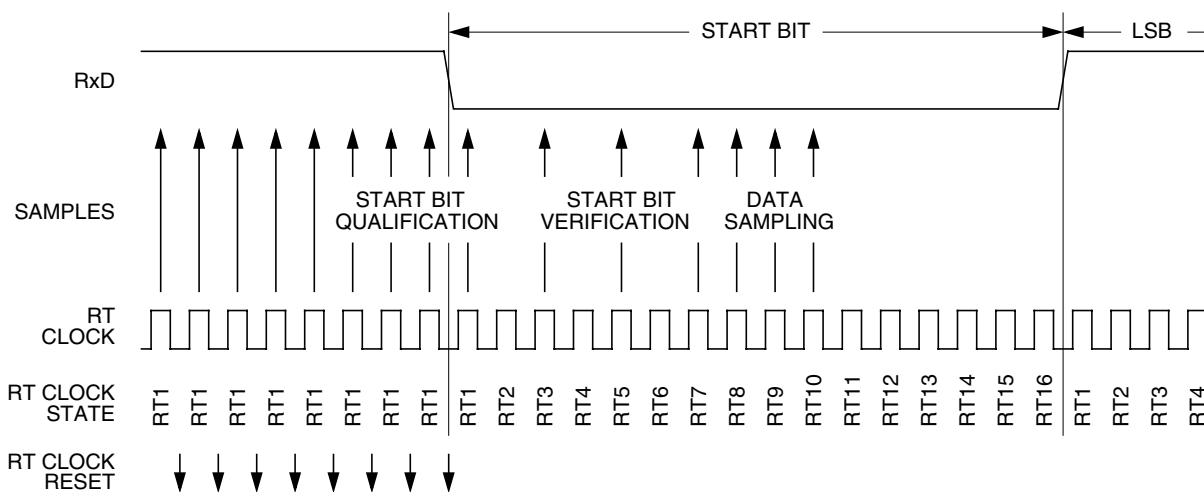 START BIT
LSB
RxD
SAMPLES
START BIT
QUALIFICATION
START BIT
VERIFICATION
DATA
SAMPLING
RT
CLOCK
RT CLOCK
STATE
RT1 RT1 RT1 RT1 RT1 RT1 RT1 RT1 RT1 RT2 RT3 RT4 RT5 RT6 RT7 RT8 RT9 RT10 RT11 RT12 RT13 RT14 RT15 RT16 RT1 RT2 RT3 RT4
RT CLOCK
RESET